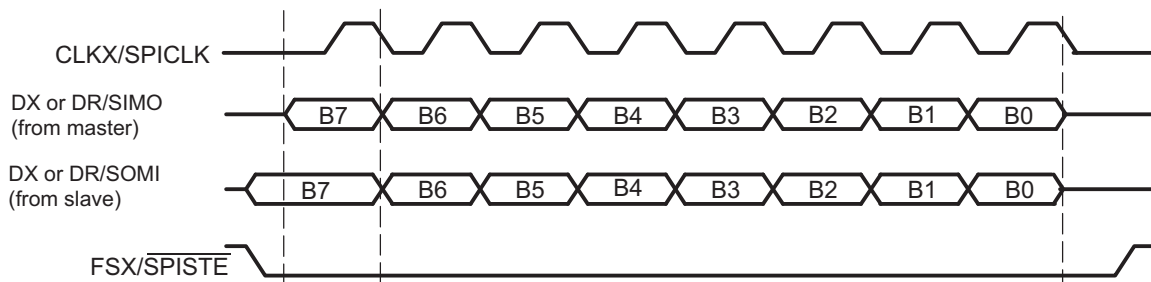 CLKX/SPICLK
DX or DR/SIMO
(from master)
B7 B6 B5 B4 B3 B2 B1 B0
DX or DR/SOMI
(from slave)
B7 B6 B5 B4 B3 B2 B1 B0
FSX/SPISTE